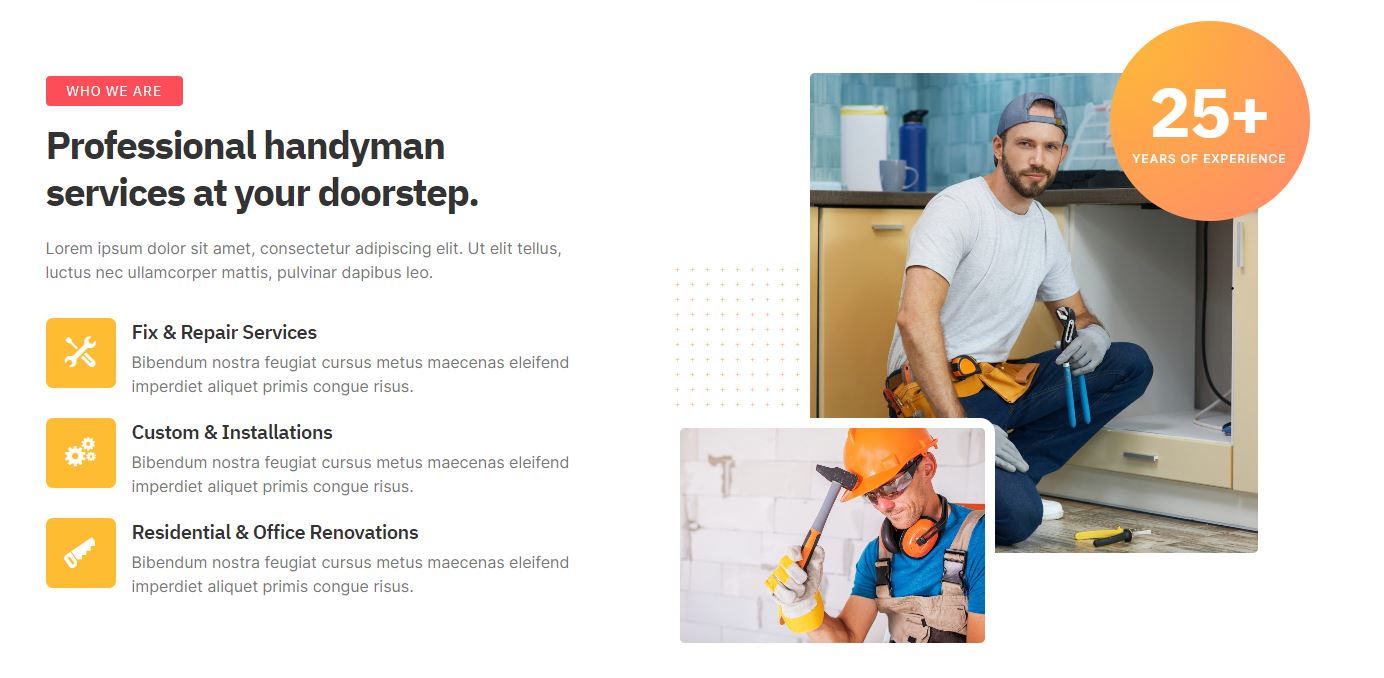 WHO WE ARE
Professional handyman
services at your doorstep.
Lorem ipsum dolor sit amet, consectetur adipiscing elit. Ut elit tellus,
luctus nec ullamcorper mattis, pulvinar dapibus leo.
Fix & Repair Services
Bibendum nostra feugiat cursus metus maecenas eleifend
imperdiet aliquet primis congue risus.
Custom & Installations
Bibendum nostra feugiat cursus metus maecenas eleifend
imperdiet aliquet primis congue risus.
Residential & Office Renovations
Bibendum nostra feugiat cursus metus maecenas eleifend
imperdiet aliquet primis congue risus.
25+
YEARS OF EXPERIENCE